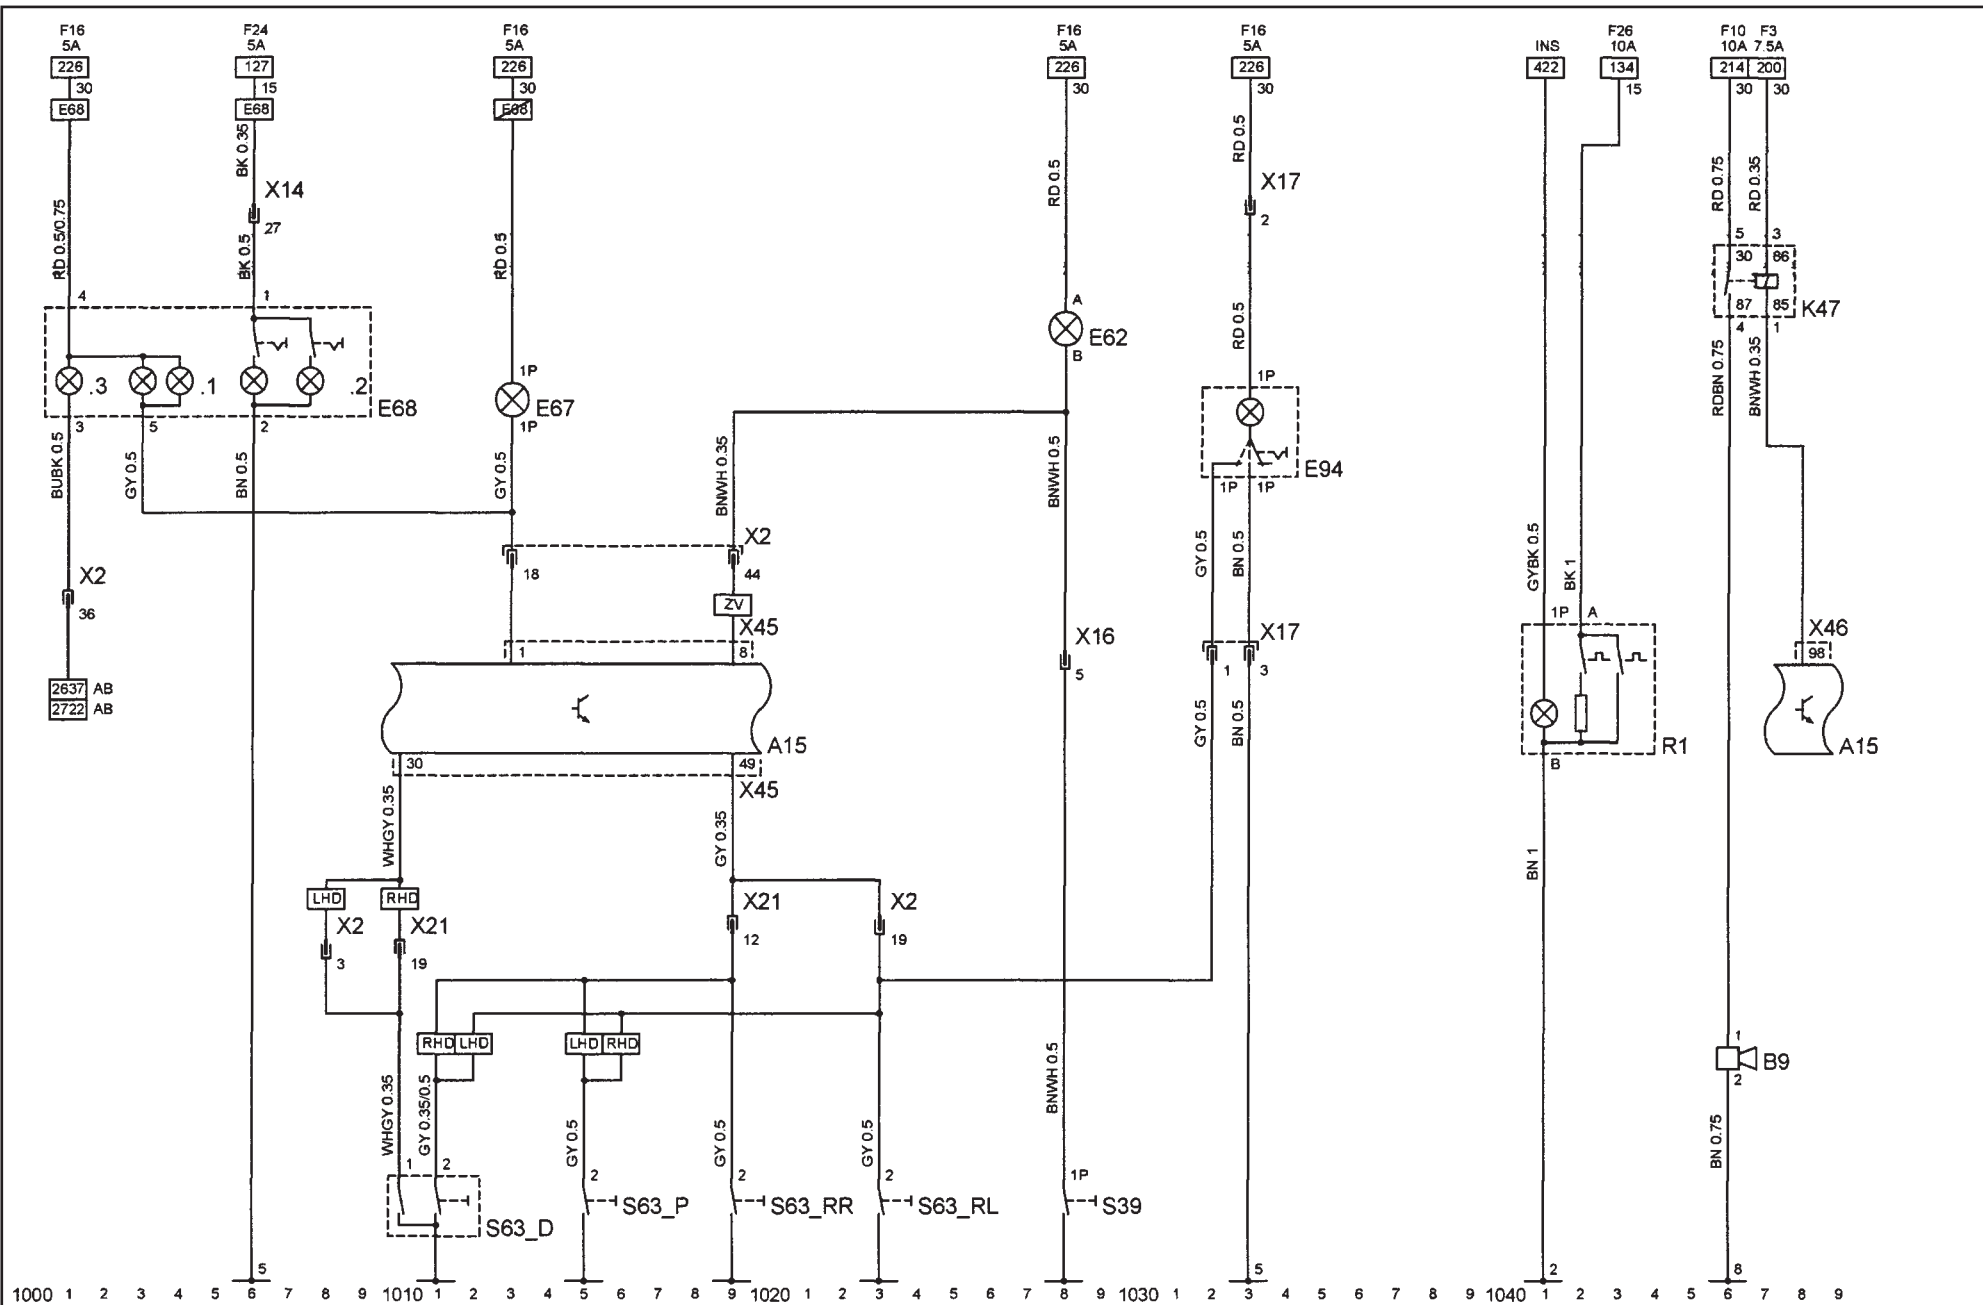 F16 F24 F16 F16 F16 F26 F10 F3
5A 5A 5A 5A 5A INS 10A 10A 7.5A
226 127 226 226 226 422 134 214 200
30 15 30 30 30 15 30 30
E68 E68 E68
BK 0.35
X14
27
RD 0.5/0.75
BK 0.5
RD 0.5
RD 0.5
RD 0.5
X17
2
RD 0.5
RD 0.75
RD 0.35
4 1
.3 .1 .2
E68
3 5 2
1P
E67
1P
A
E62
B
1P
E94
1P 1P
5 3
30 86
87 85
K47
4 1
RDBN 0.75
BNWH 0.35
BUBK 0.5
GY 0.5
BN 0.5
GY 0.5
BNWH 0.35
BNWH 0.5
GY 0.5
BN 0.5
GYBK 0.5
BK 1
X2
36
2637 AB
2722 AB
X2
18 44
ZV
X45
1 8
A15
30 49
X45
X16
5
X17
1 3
GY 0.5
BN 0.5
1P A
R1
B
X46
98
A15
WHGY 0.35
GY 0.35
BN 1
LHD RHD
X2 X21
3 19
X21 X2
12 19
RHD LHD LHD RHD
WHGY 0.35
GY 0.35/0.5
GY 0.5
GY 0.5
GY 0.5
BNWH 0.5
1
B9
2
BN 0.75
1 2 2 2 2 1P
S63_D S63_P S63_RR S63_RL S39
5 5 2 8
1000 1 2 3 4 5 6 7 8 9 1010 1 2 3 4 5 6 7 8 9 1020 1 2 3 4 5 6 7 8 9 1030 1 2 3 4 5 6 7 8 9 1040 1 2 3 4 5 6 7 8 9